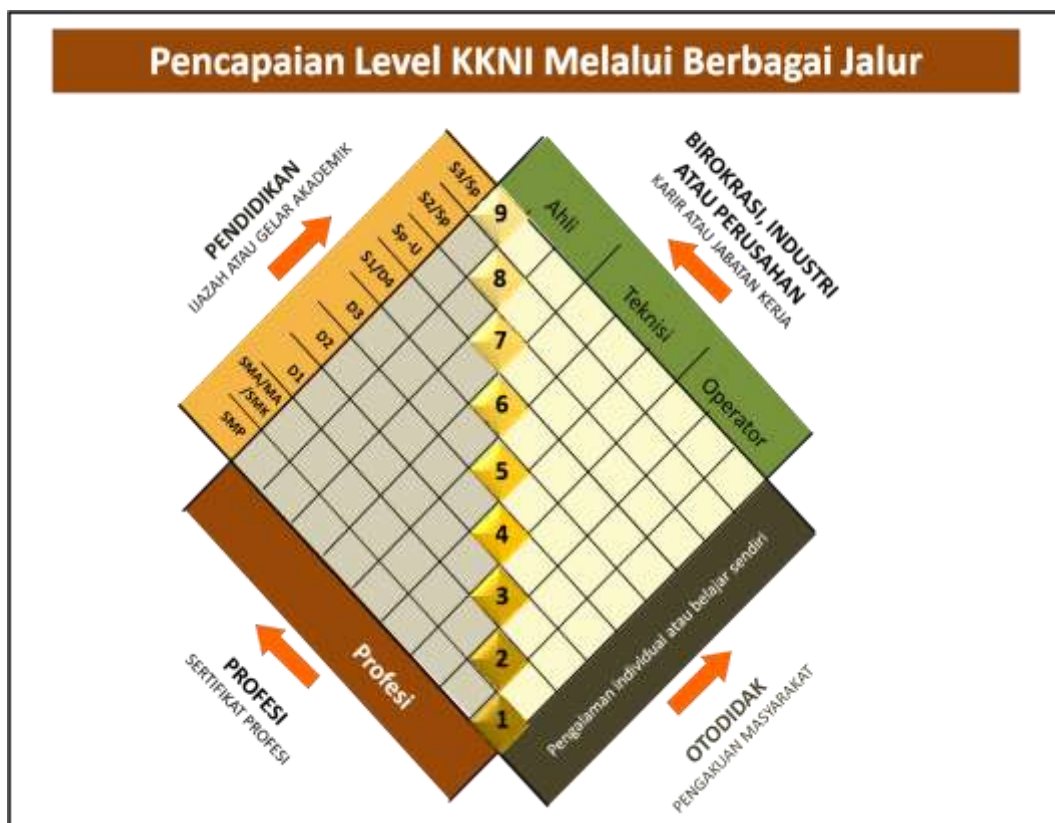 Pencapaian Level KKNI Melalui Berbagai Jalur
PENDIDIKAN
IJAZAH ATAU GELAR AKADEMIK
S3/Sp
S2/Sp
Sp -U
S1/D4
D3
D2
D1
SMA/MA
/SMK
SMP
BIROKRASI, INDUSTRI
ATAU PERUSAHAN
KARIR ATAU JABATAN KERJA
Ahli
Teknisi
Operator
9
8
7
6
5
4
3
2
1
Profesi
PROFESI
SERTIFIKAT PROFESI
Pengalaman individual atau belajar sendiri
OTODIDAK
PENGAKUAN MASYARAKAT